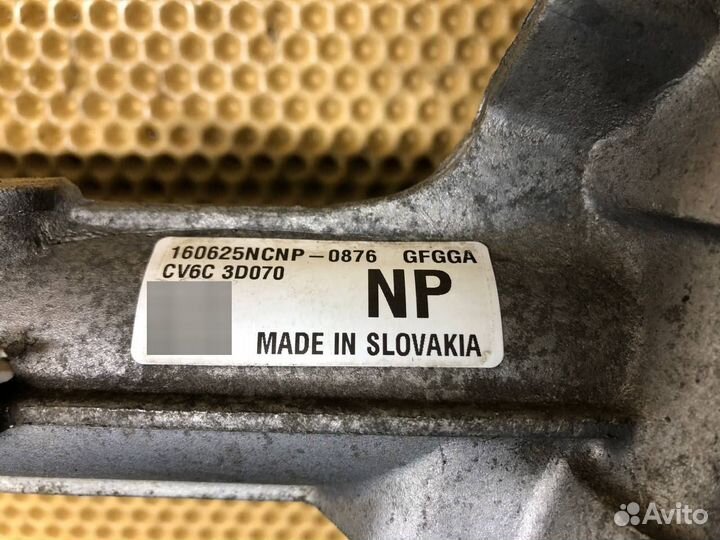 160625NCNP-0876 GFGGA
CV6C 3D070
NP
MADE IN SLOVAKIA
Avito